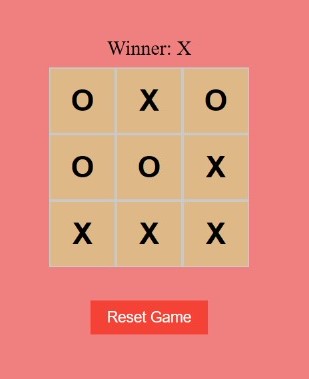 Winner: X
O X O
O O X
X X X
Reset Game